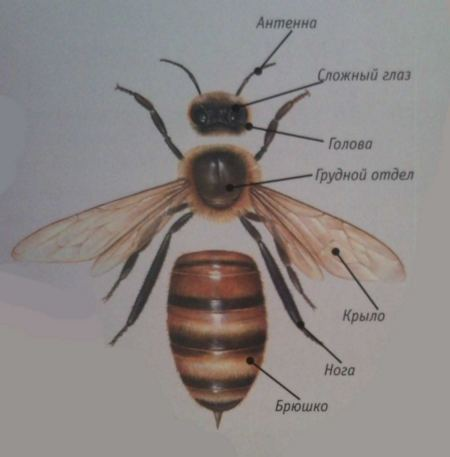 Антенна
Сложный глаз
Голова
Грудной отдел
Крыло
Нога
Брюшко